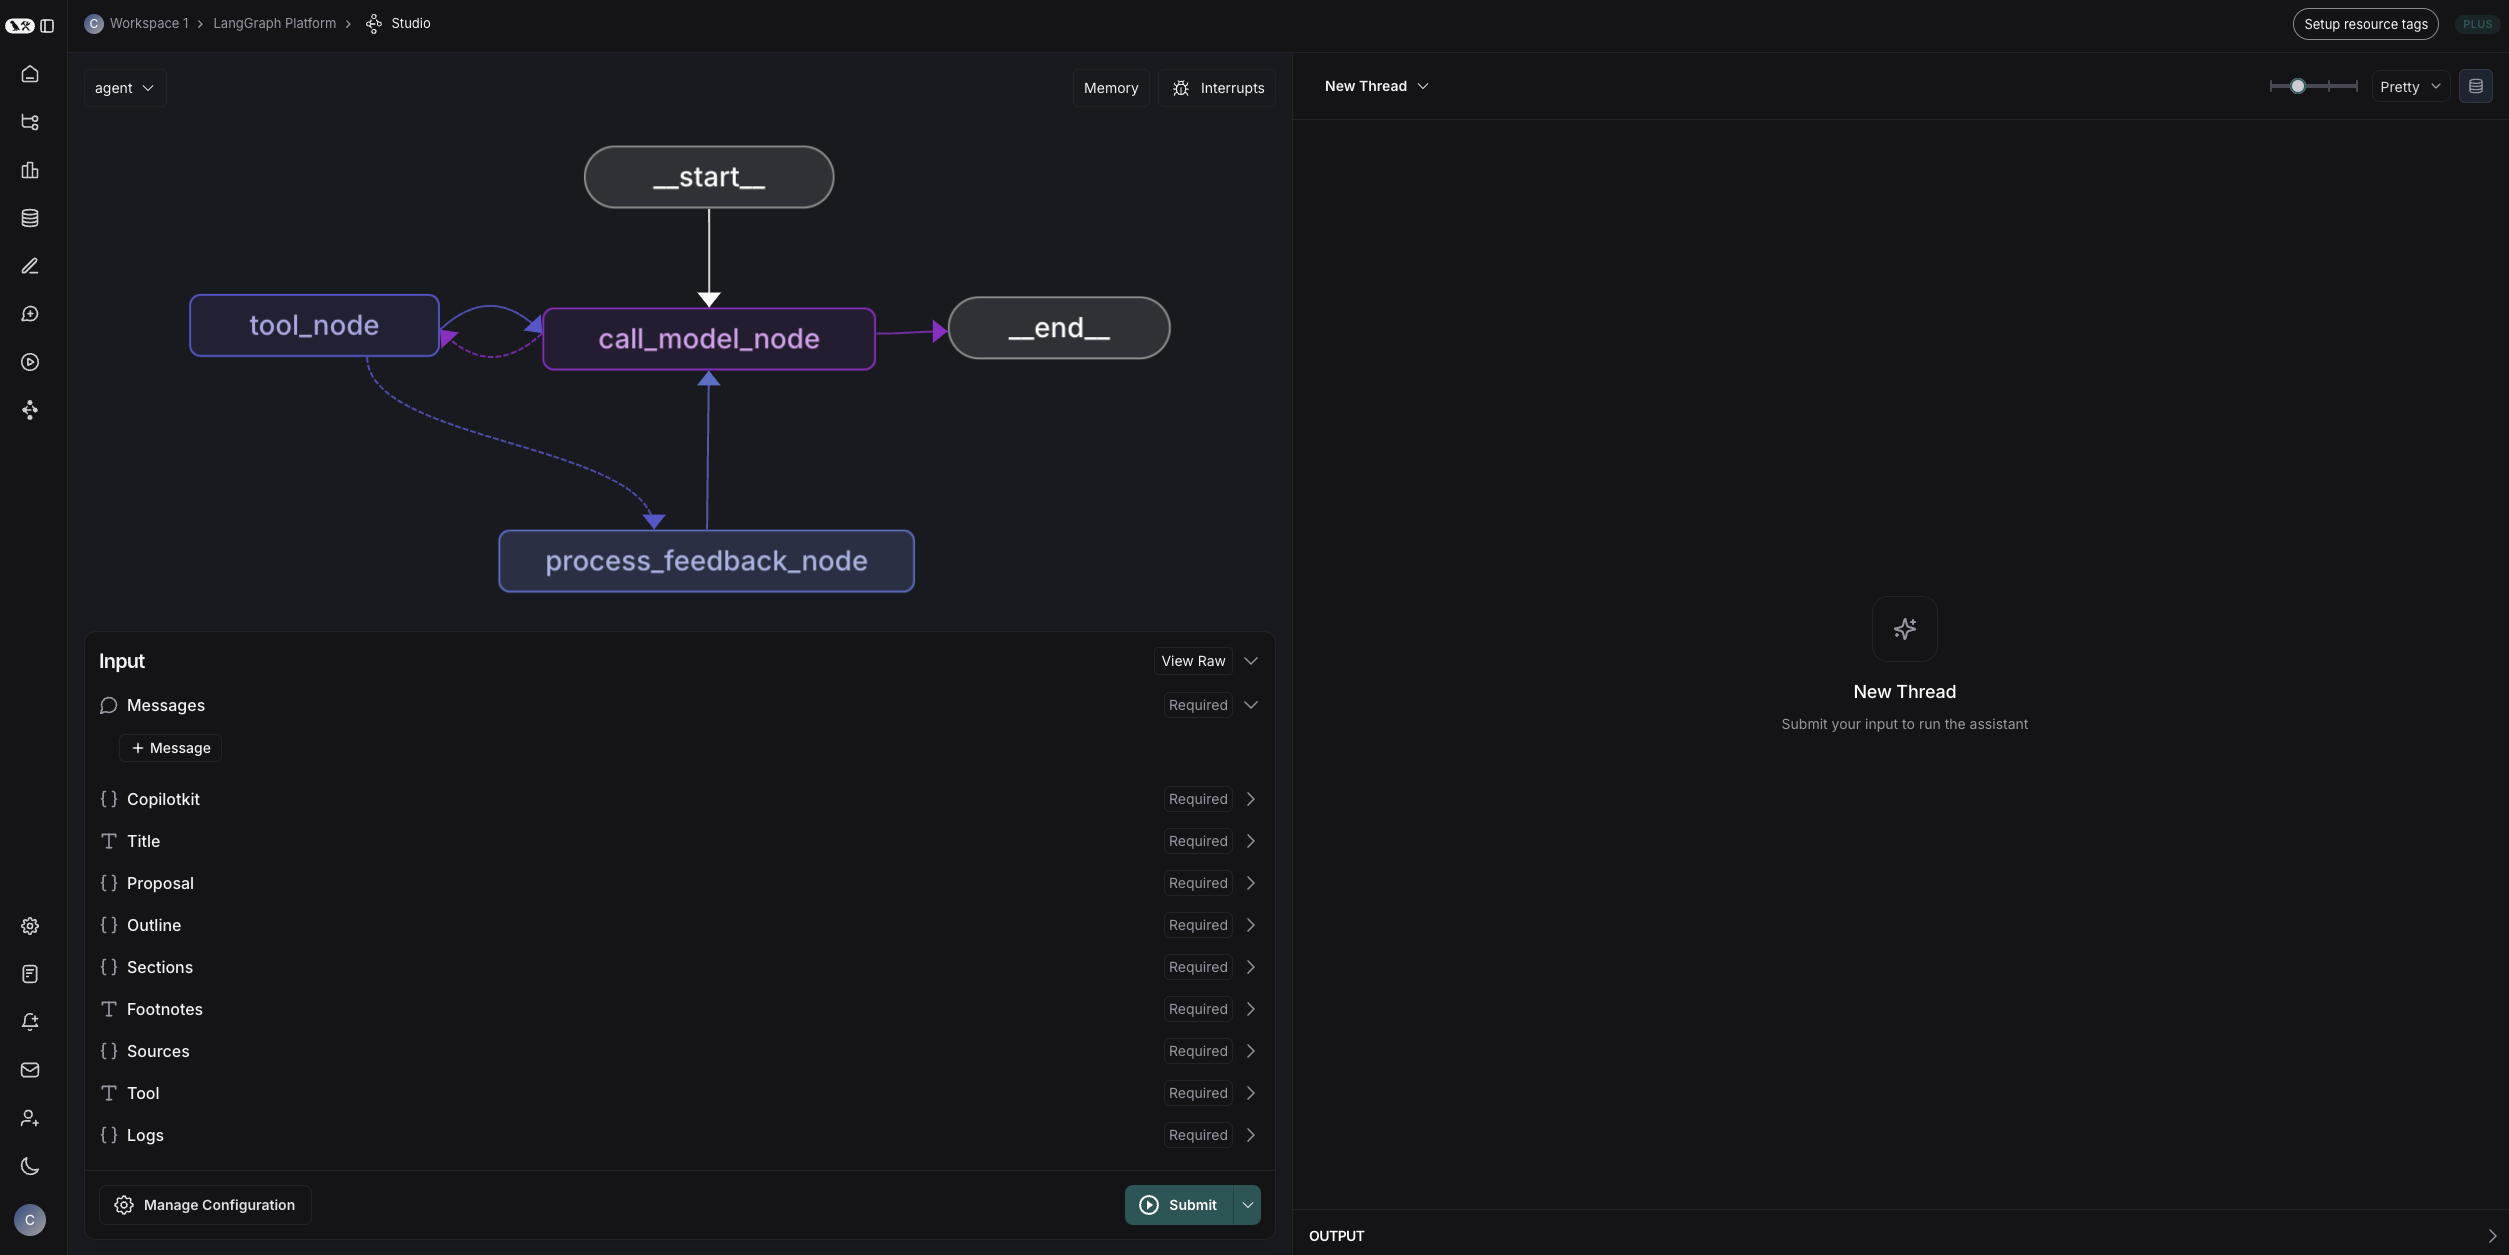 C Workspace 1 > LangGraph Platform > Studio
Setup resource tags PLUS
agent
Memory Interrupts
New Thread
Pretty
__start__
tool_node
call_model_node
__end__
process_feedback_node
Input
View Raw
Messages Required
+ Message
{} Copilotkit Required
T Title Required
{} Proposal Required
{} Outline Required
{} Sections Required
T Footnotes Required
{} Sources Required
T Tool Required
{} Logs Required
Manage Configuration
Submit
New Thread
Submit your input to run the assistant
C
OUTPUT